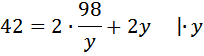 42 = 2 · 98/y + 2y |· y